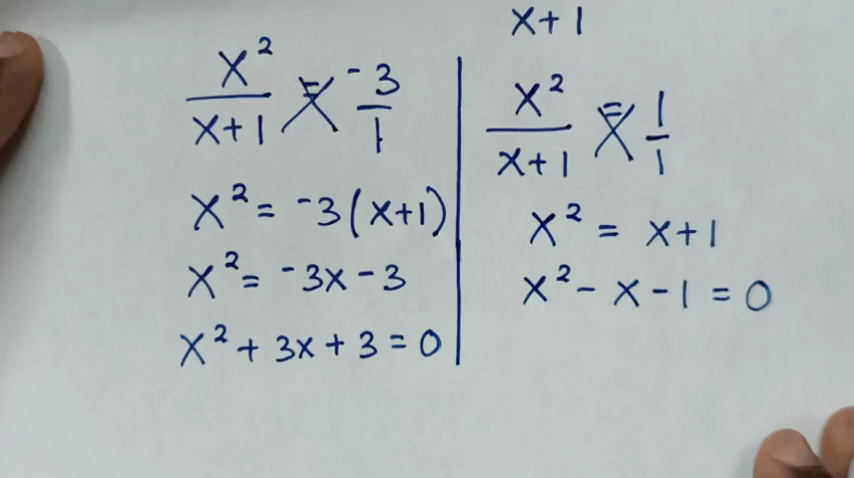 x + 1
x² / x+1 = -3 / 1
x² = -3(x+1)
x² = -3x - 3
x² + 3x + 3 = 0
x² / x+1 = 1 / 1
x² = x+1
x² - x - 1 = 0